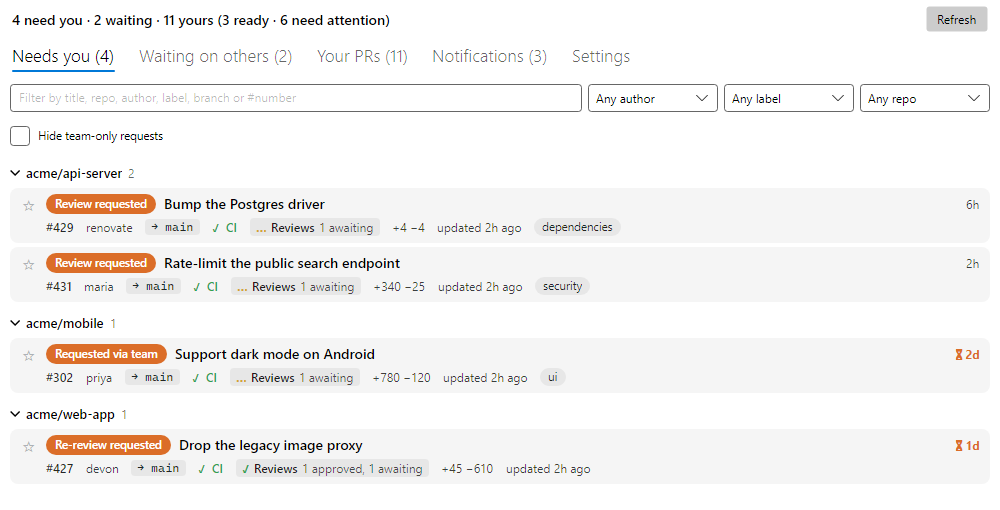 4 need you · 2 waiting · 11 yours (3 ready · 6 need attention)
Refresh
Needs you (4) Waiting on others (2) Your PRs (11) Notifications (3) Settings
Filter by title, repo, author, label, branch or #number
Any author Any label Any repo
Hide team-only requests
acme/api-server 2
Review requested Bump the Postgres driver 6h
#429 renovate → main ✓ CI … Reviews 1 awaiting +4 −4 updated 2h ago dependencies
Review requested Rate-limit the public search endpoint 2h
#431 maria → main ✓ CI … Reviews 1 awaiting +340 −25 updated 2h ago security
acme/mobile 1
Requested via team Support dark mode on Android 2d
#302 priya → main ✓ CI … Reviews 1 awaiting +780 −120 updated 2h ago ui
acme/web-app 1
Re-review requested Drop the legacy image proxy 1d
#427 devon → main ✓ CI ✓ Reviews 1 approved, 1 awaiting +45 −610 updated 2h ago